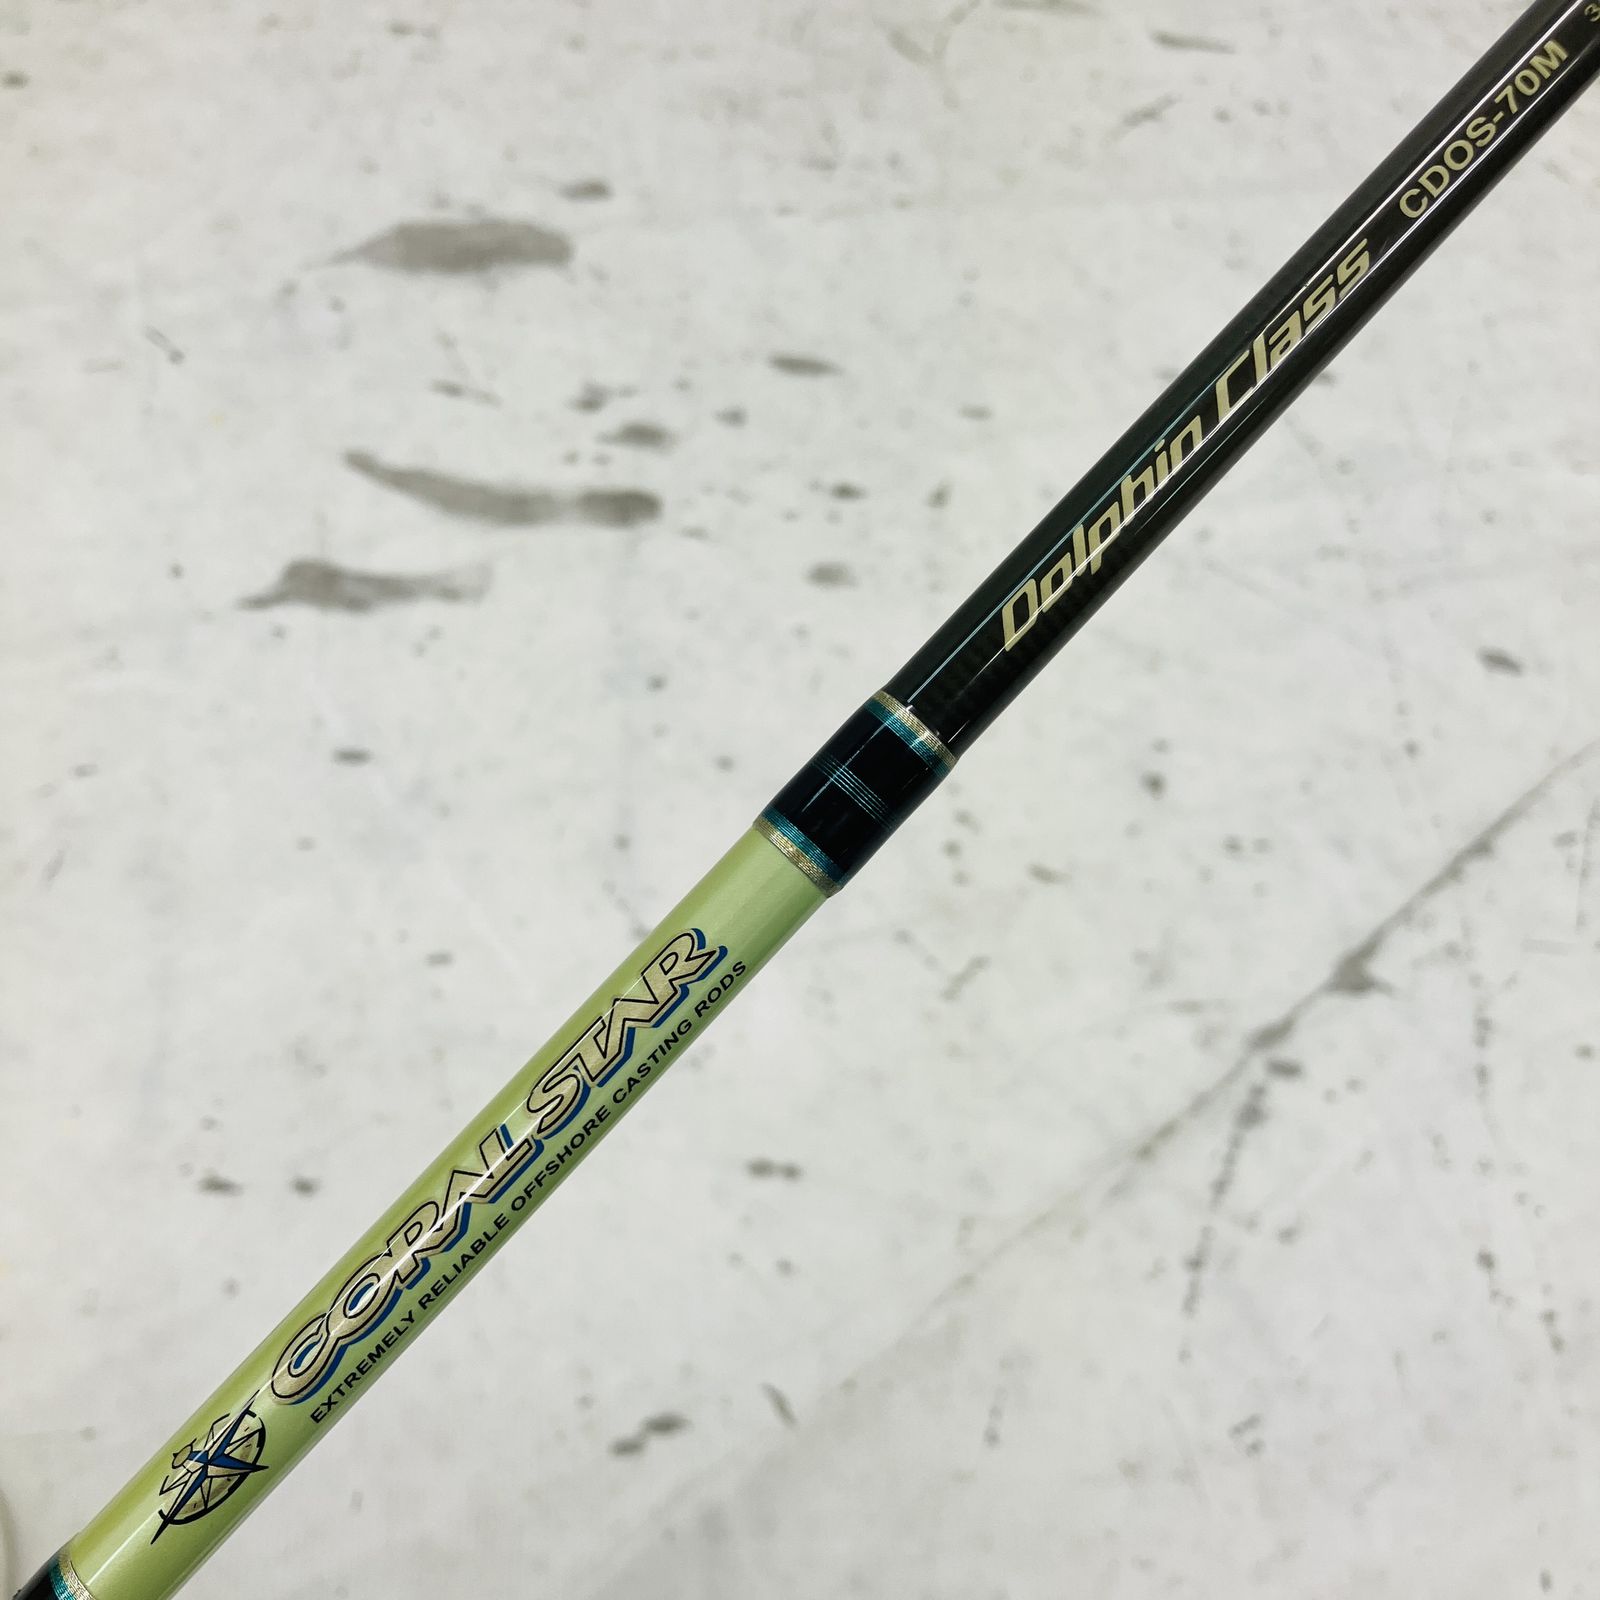 CORAL STAR
EXTREMELY RELIABLE OFFSHORE CASTING RODS
Dolphin Class CDOS-70M